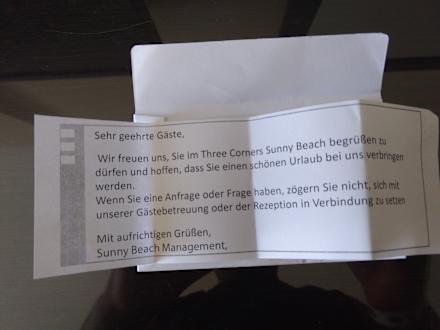 Sehr geehrte Gäste,
Wir freuen uns, Sie im Three Corners Sunny Beach begrüßen zu
dürfen und hoffen, dass Sie einen schönen Urlaub bei uns verbringen
werden.
Wenn Sie eine Anfrage oder Frage haben, zögern Sie nicht, sich mit
unserer Gästebetreuung oder der Rezeption in Verbindung zu setzen
Mit aufrichtigen Grüßen,
Sunny Beach Management,